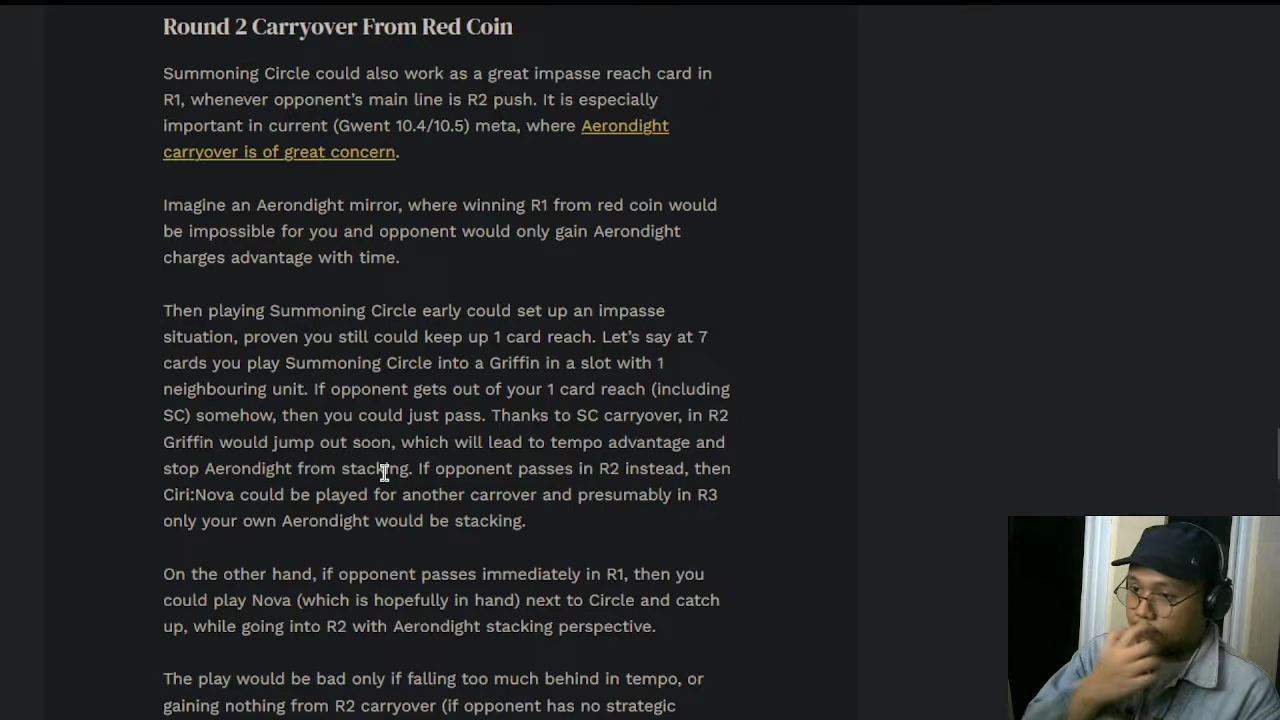 Round 2 Carryover From Red Coin
Summoning Circle could also work as a great impasse reach card in
R1, whenever opponent’s main line is R2 push. It is especially
important in current (Gwent 10.4/10.5) meta, where Aerondight
carryover is of great concern.
Imagine an Aerondight mirror, where winning R1 from red coin would
be impossible for you and opponent would only gain Aerondight
charges advantage with time.
Then playing Summoning Circle early could set up an impasse
situation, proven you still could keep up 1 card reach. Let’s say at 7
cards you play Summoning Circle into a Griffin in a slot with 1
neighbouring unit. If opponent gets out of your 1 card reach (including
SC) somehow, then you could just pass. Thanks to SC carryover, in R2
Griffin would jump out soon, which will lead to tempo advantage and
stop Aerondight from stacking. If opponent passes in R2 instead, then
Ciri:Nova could be played for another carrover and presumably in R3
only your own Aerondight would be stacking.
On the other hand, if opponent passes immediately in R1, then you
could play Nova (which is hopefully in hand) next to Circle and catch
up, while going into R2 with Aerondight stacking perspective.
The play would be bad only if falling too much behind in tempo, or
gaining nothing from R2 carryover (if opponent has no strategic